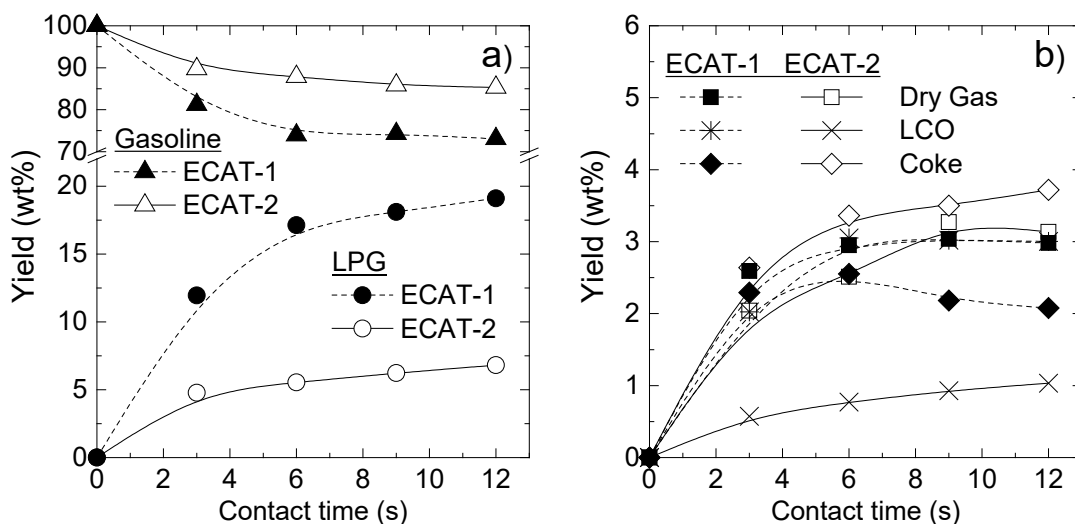 a)
100
90
80
70
20
15
10
5
0
Yield (wt%)
Gasoline
ECAT-1
ECAT-2
LPG
ECAT-1
ECAT-2
0 2 4 6 8 10 12
Contact time (s)
b)
6
5
4
3
2
1
0
Yield (wt%)
ECAT-1 ECAT-2
Dry Gas
LCO
Coke
0 2 4 6 8 10 12
Contact time (s)